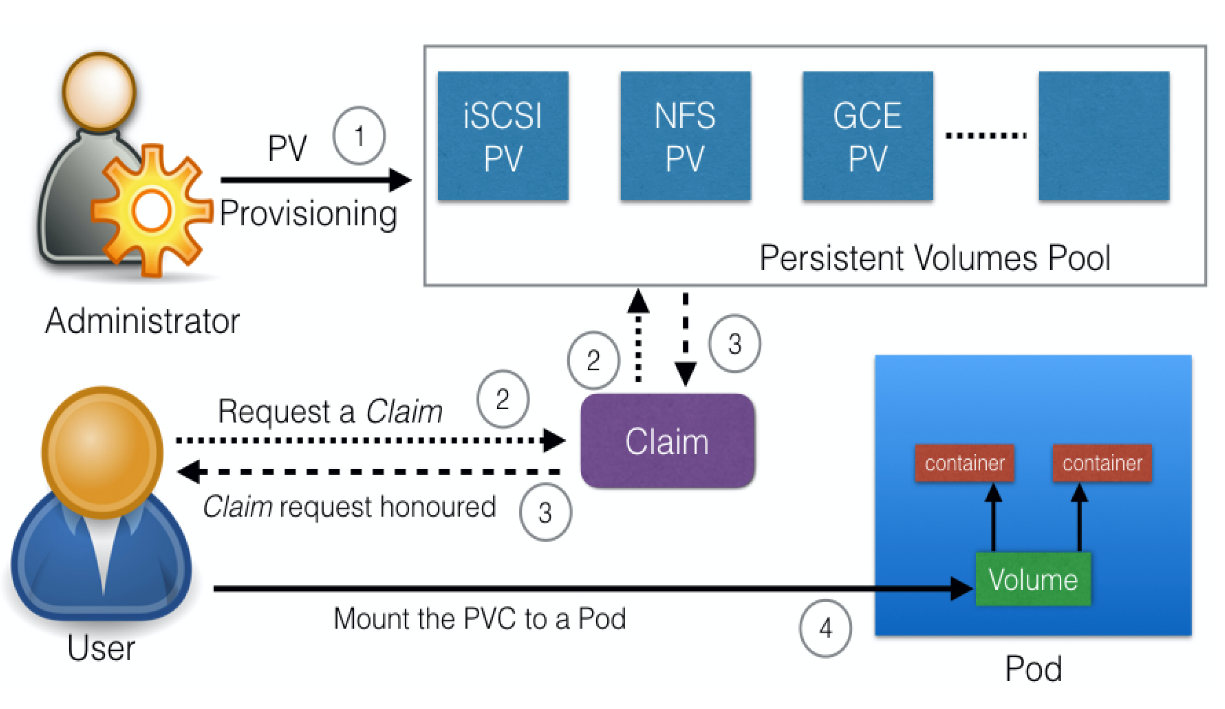 iSCSI
PV
NFS
PV
GCE
PV
PV
1
Provisioning
Persistent Volumes Pool
Administrator
2
3
Request a Claim
2
Claim
Claim request honoured
3
container
container
Volume
Mount the PVC to a Pod
4
User
Pod